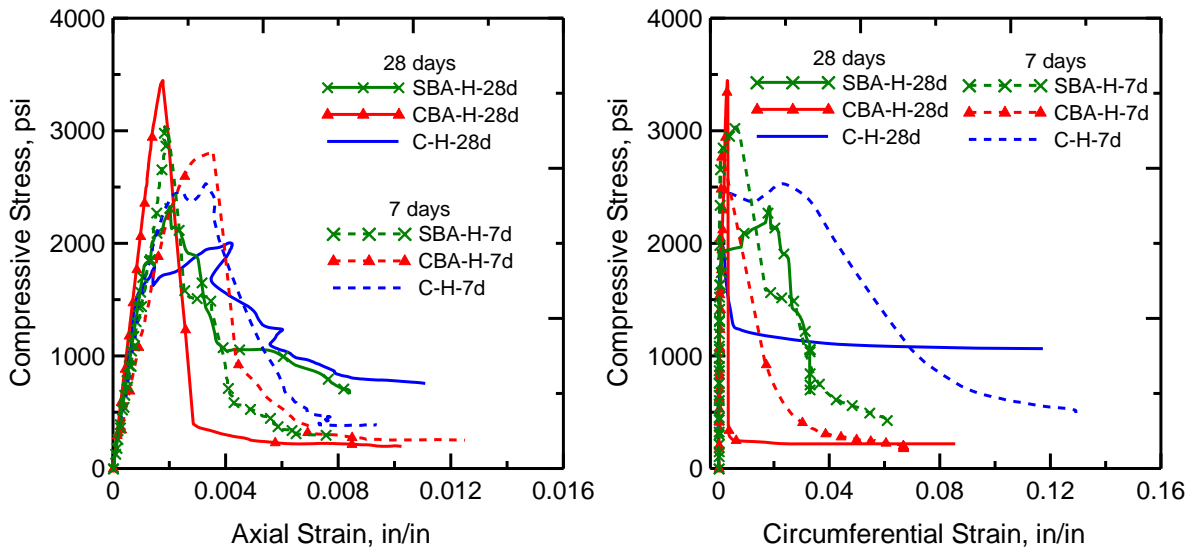 4000
3000
2000
1000
0
Compressive Stress, psi
28 days
SBA-H-28d
CBA-H-28d
C-H-28d
7 days
SBA-H-7d
CBA-H-7d
C-H-7d
0 0.004 0.008 0.012 0.016
Axial Strain, in/in
4000
3000
2000
1000
0
Compressive Stress, psi
28 days 7 days
SBA-H-28d SBA-H-7d
CBA-H-28d CBA-H-7d
C-H-28d C-H-7d
0 0.04 0.08 0.12 0.16
Circumferential Strain, in/in